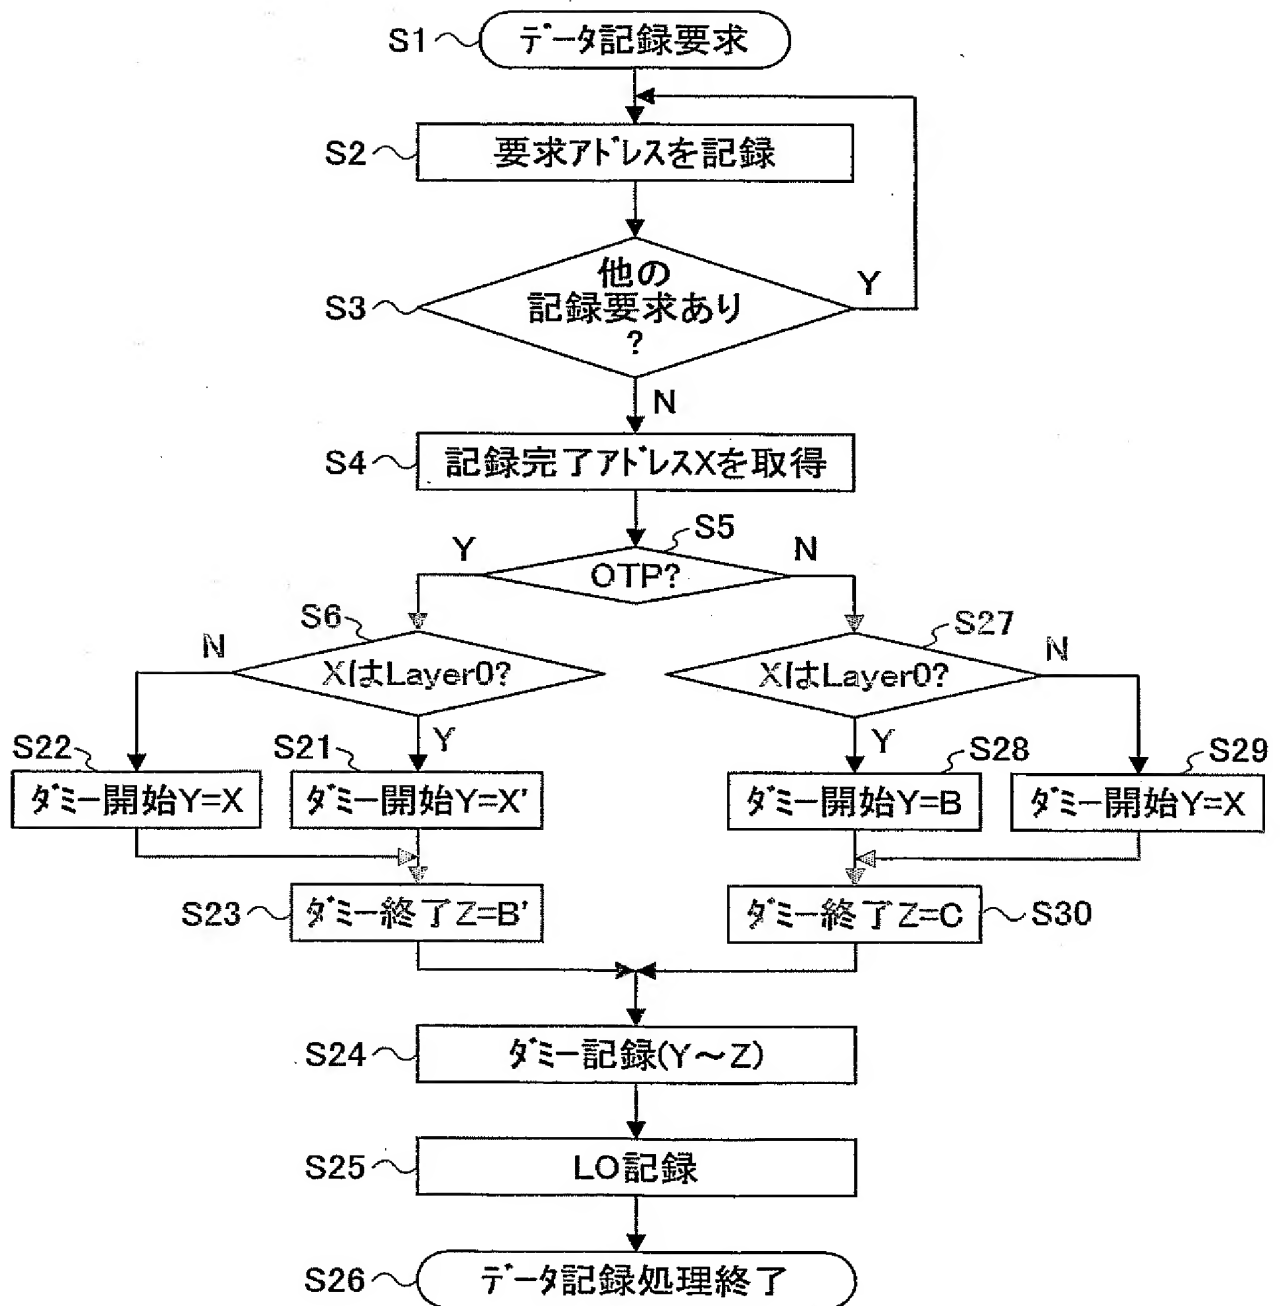 S1
データ記録要求
S2
要求アドレスを記録
S3
他の
記録要求あり
?
Y
N
S4
記録完了アドレスXを取得
S5
Y
OTP?
N
S6
N
XはLayer0?
Y
S27
XはLayer0?
N
Y
S22
ダミー開始Y=X
S21
ダミー開始Y=X'
S28
ダミー開始Y=B
S29
ダミー開始Y=X
S23
ダミー終了Z=B'
ダミー終了Z=C
S30
S24
ダミー記録(Y～Z)
S25
LO記録
S26
データ記録処理終了